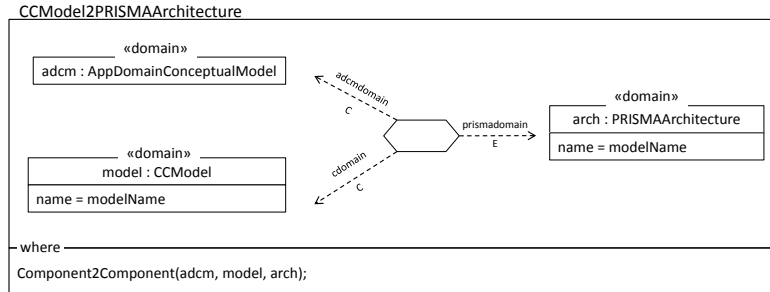 CCModel2PRISMAArchitecture
«domain»
adcm : AppDomainConceptualModel
adcmdomain
C
«domain»
arch : PRISMAArchitecture
name = modelName
prismadomain
E
«domain»
model : CCModel
name = modelName
cdomain
C
where
Component2Component(adcm, model, arch);